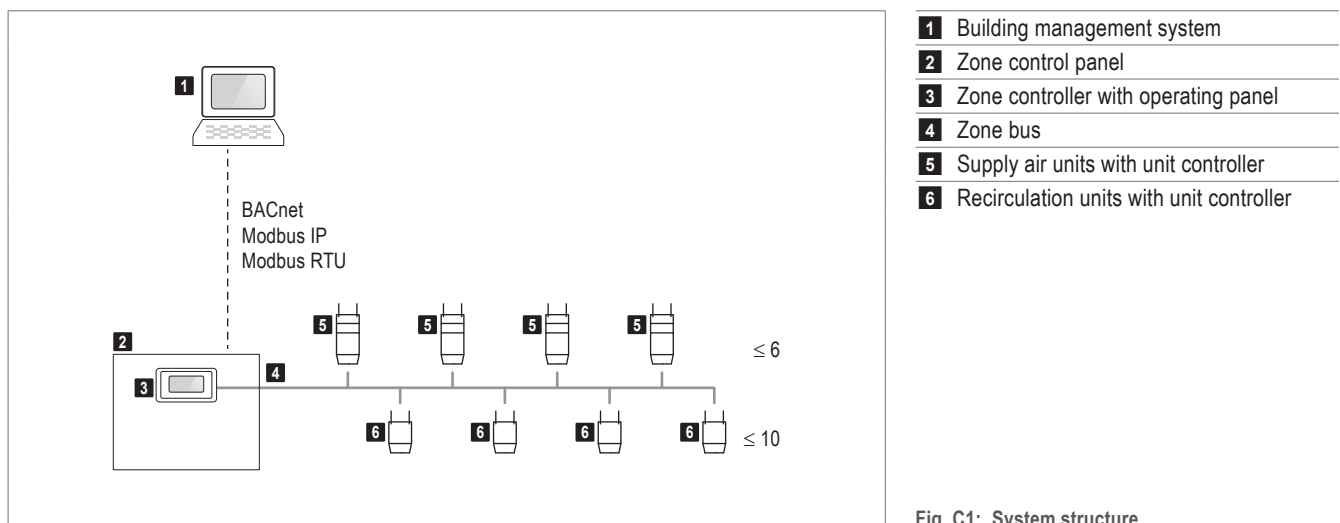 1
BACnet
Modbus IP
Modbus RTU
2
3
4
5 5 5 5 ≤ 6
6 6 6 6 ≤ 10
1 Building management system
2 Zone control panel
3 Zone controller with operating panel
4 Zone bus
5 Supply air units with unit controller
6 Recirculation units with unit controller
Fig. C1: System structure